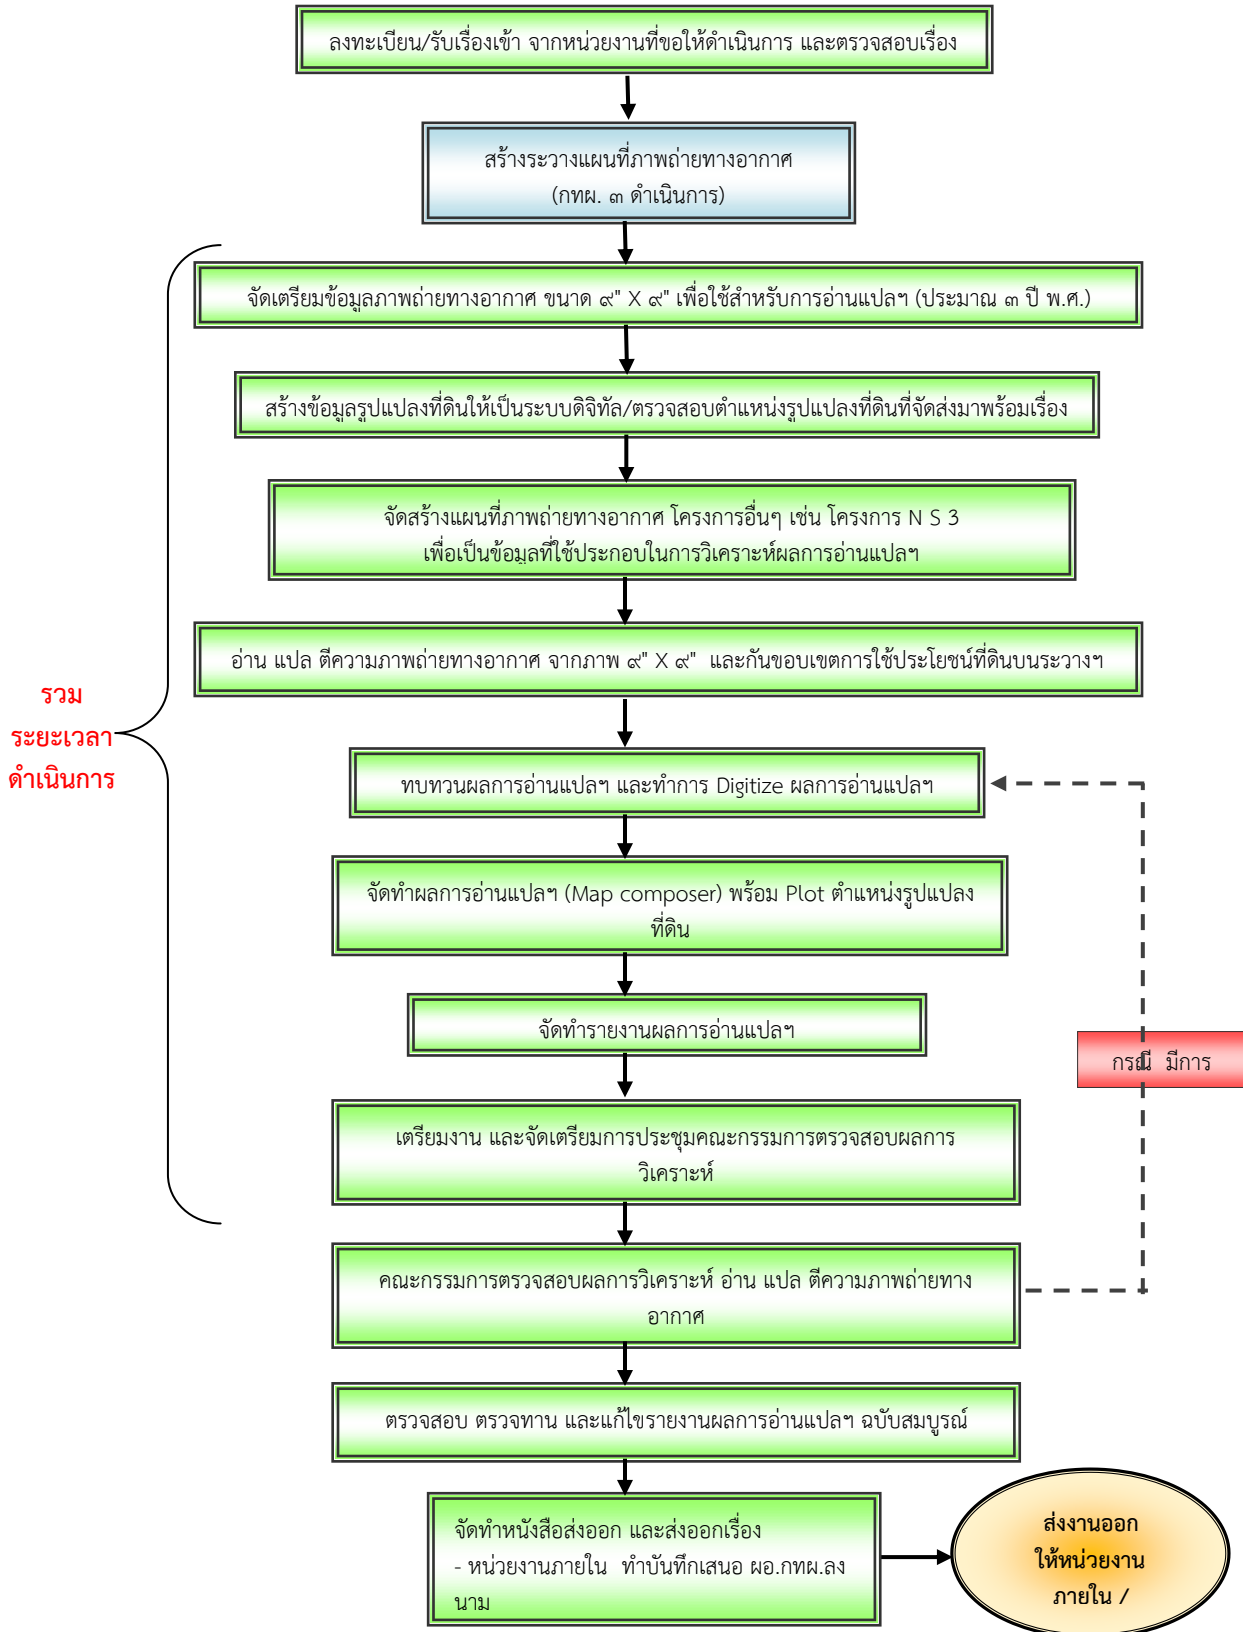 ลงทะเบียน/รับเรื่องเข้า จากหน่วยงานที่ขอให้ดำเนินการ และตรวจสอบเรื่อง
สร้างระวางแผนที่ภาพถ่ายทางอากาศ
(กทผ. ๓ ดำเนินการ)
จัดเตรียมข้อมูลภาพถ่ายทางอากาศ ขนาด ๙" X ๙" เพื่อใช้สำหรับการอ่านแปลฯ (ประมาณ ๓ ปี พ.ศ.)
สร้างข้อมูลรูปแปลงที่ดินให้เป็นระบบดิจิทัล/ตรวจสอบตำแหน่งรูปแปลงที่ดินที่จัดส่งมาพร้อมเรื่อง
จัดสร้างแผนที่ภาพถ่ายทางอากาศ โครงการอื่นๆ เช่น โครงการ N S 3
เพื่อเป็นข้อมูลที่ใช้ประกอบในการวิเคราะห์ผลการอ่านแปลฯ
อ่าน แปล ตีความภาพถ่ายทางอากาศ จากภาพ ๙" X ๙" และกันขอบเขตการใช้ประโยชน์ที่ดินบนระวางฯ
รวม
ระยะเวลา
ดำเนินการ
ทบทวนผลการอ่านแปลฯ และทำการ Digitize ผลการอ่านแปลฯ
จัดทำผลการอ่านแปลฯ (Map composer) พร้อม Plot ตำแหน่งรูปแปลง
ที่ดิน
จัดทำรายงานผลการอ่านแปลฯ
กรณี มีการ
เตรียมงาน และจัดเตรียมการประชุมคณะกรรมการตรวจสอบผลการ
วิเคราะห์
คณะกรรมการตรวจสอบผลการวิเคราะห์ อ่าน แปล ตีความภาพถ่ายทาง
อากาศ
ตรวจสอบ ตรวจทาน และแก้ไขรายงานผลการอ่านแปลฯ ฉบับสมบูรณ์
จัดทำหนังสือส่งออก และส่งออกเรื่อง
- หน่วยงานภายใน ทำบันทึกเสนอ ผอ.กทผ.ลง
นาม
ส่งงานออก
ให้หน่วยงาน
ภายใน /